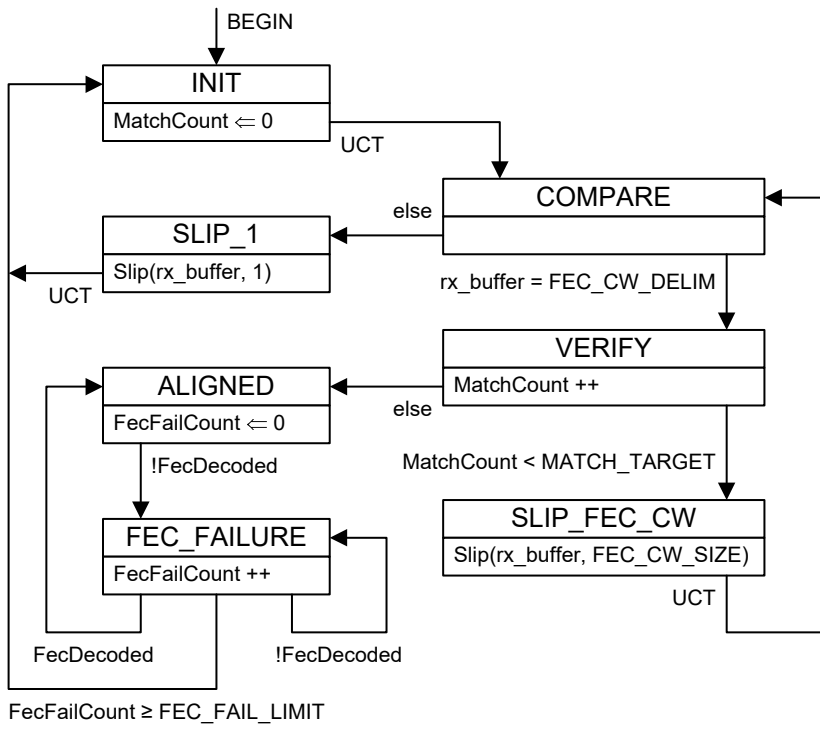 BEGIN
INIT
MatchCount ⇐ 0
UCT
COMPARE
else
SLIP_1
Slip(rx_buffer, 1)
UCT
rx_buffer = FEC_CW_DELIM
VERIFY
MatchCount ++
else
ALIGNED
FecFailCount ⇐ 0
!FecDecoded
MatchCount < MATCH_TARGET
SLIP_FEC_CW
Slip(rx_buffer, FEC_CW_SIZE)
UCT
FEC_FAILURE
FecFailCount ++
FecDecoded
!FecDecoded
FecFailCount ≥ FEC_FAIL_LIMIT